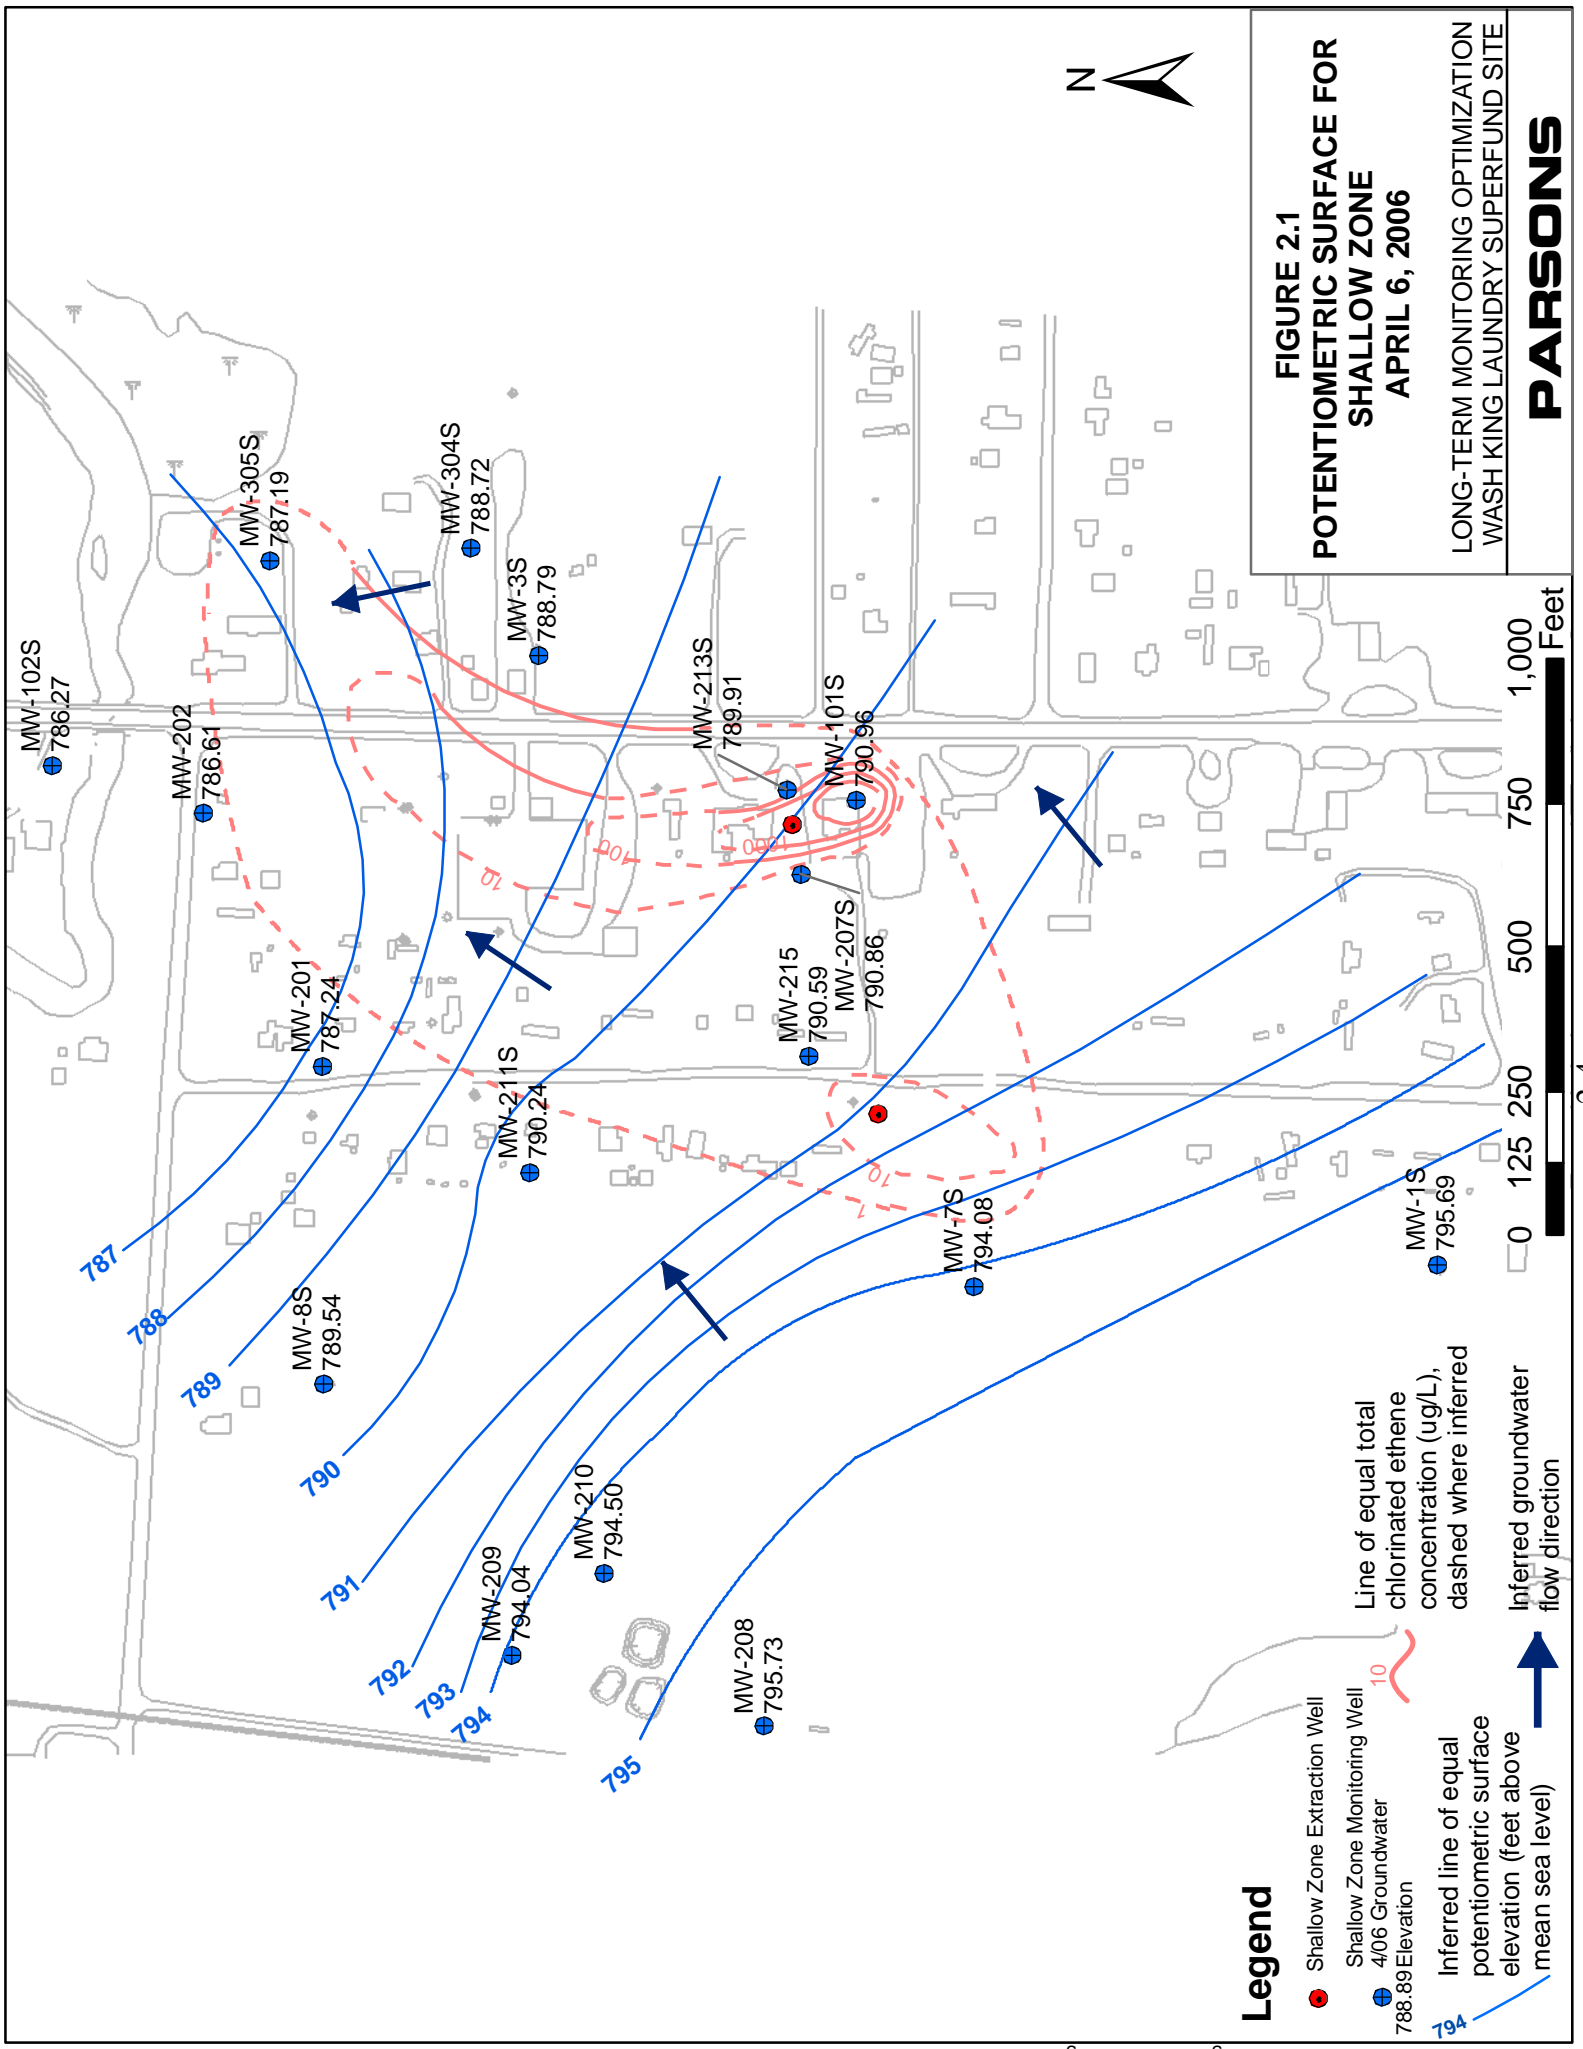 FIGURE 2.1
POTENTIOMETRIC SURFACE FOR
SHALLOW ZONE
APRIL 6, 2006
LONG-TERM MONITORING OPTIMIZATION
WASH KING LAUNDRY SUPERFUND SITE
PARSONS
N
MW-102S
786.27
MW-202
786.61
MW-305S
787.19
MW-304S
788.72
MW-3S
788.79
MW-213S
789.91
MW-101S
790.96
MW-201
787.24
MW-211S
790.24
MW-215
790.59
MW-207S
790.86
MW-8S
789.54
MW-7S
794.08
MW-1S
795.69
MW-210
794.50
MW-209
794.04
MW-208
795.73
787
788
789
790
791
792
793
794
795
10
100
1000
10
1
Legend
Shallow Zone Extraction Well
Shallow Zone Monitoring Well
4/06 Groundwater
788.89 Elevation
794
Inferred line of equal
potentiometric surface
elevation (feet above
mean sea level)
10
Line of equal total
chlorinated ethene
concentration (ug/L),
dashed where inferred
Inferred groundwater
flow direction
0 125 250 500 750 1,000
Feet